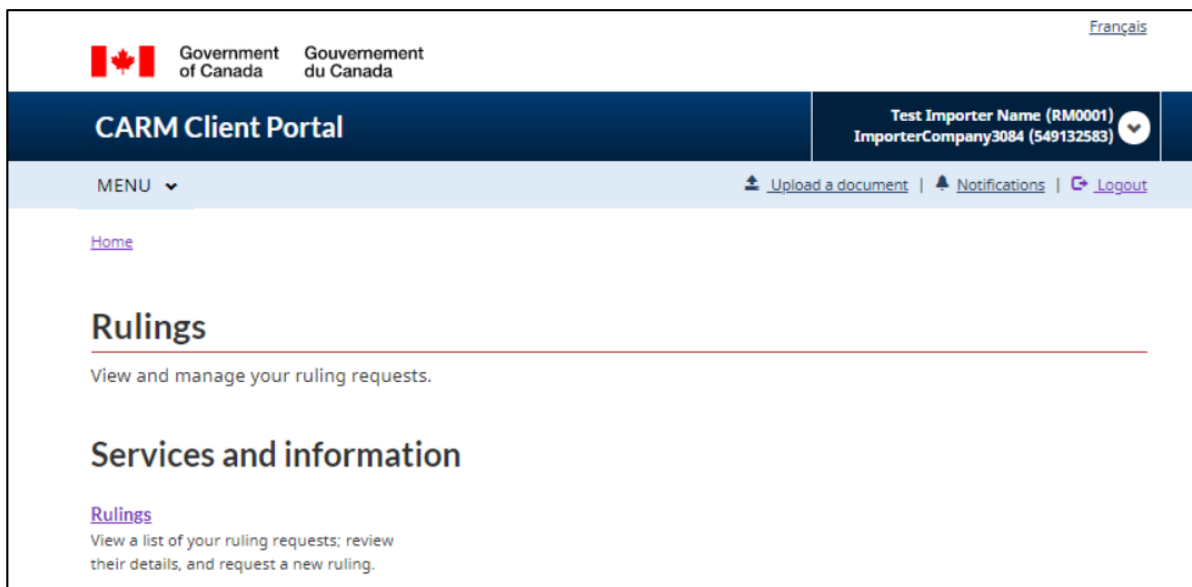 Français
Government Gouvernement
of Canada du Canada
CARM Client Portal
Test Importer Name (RM0001)
ImporterCompany3084 (549132583)
MENU
Upload a document | Notifications | Logout
Home
Rulings
View and manage your ruling requests.
Services and information
Rulings
View a list of your ruling requests; review
their details, and request a new ruling.